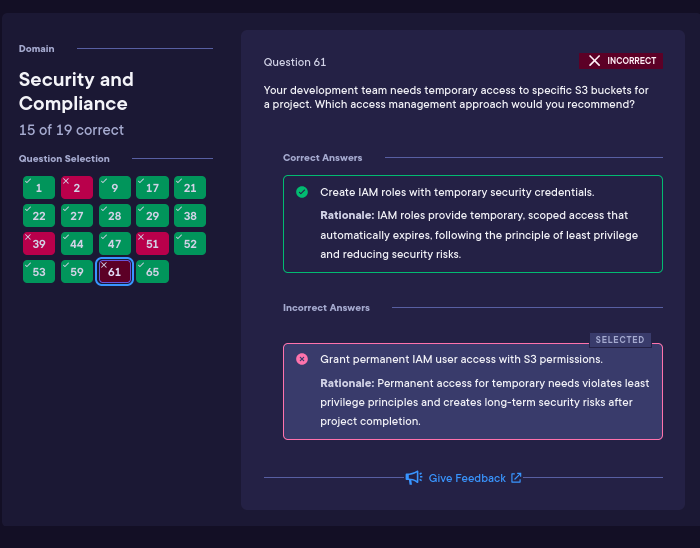 Domain
Security and
Compliance
15 of 19 correct
Question Selection
1 2 9 17 21
22 27 28 29 38
39 44 47 51 52
53 59 61 65
Question 61
INCORRECT
Your development team needs temporary access to specific S3 buckets for
a project. Which access management approach would you recommend?
Correct Answers
Create IAM roles with temporary security credentials.
Rationale: IAM roles provide temporary, scoped access that
automatically expires, following the principle of least privilege
and reducing security risks.
Incorrect Answers
SELECTED
Grant permanent IAM user access with S3 permissions.
Rationale: Permanent access for temporary needs violates least
privilege principles and creates long-term security risks after
project completion.
Give Feedback